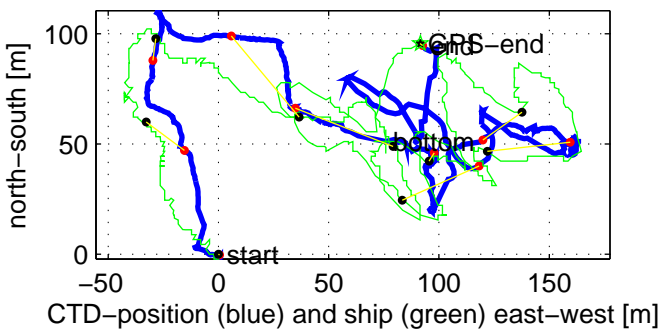 100
50
0
north−south [m]
GPS−end
end
bottom
start
−50 0 50 100 150
CTD−position (blue) and ship (green) east−west [m]